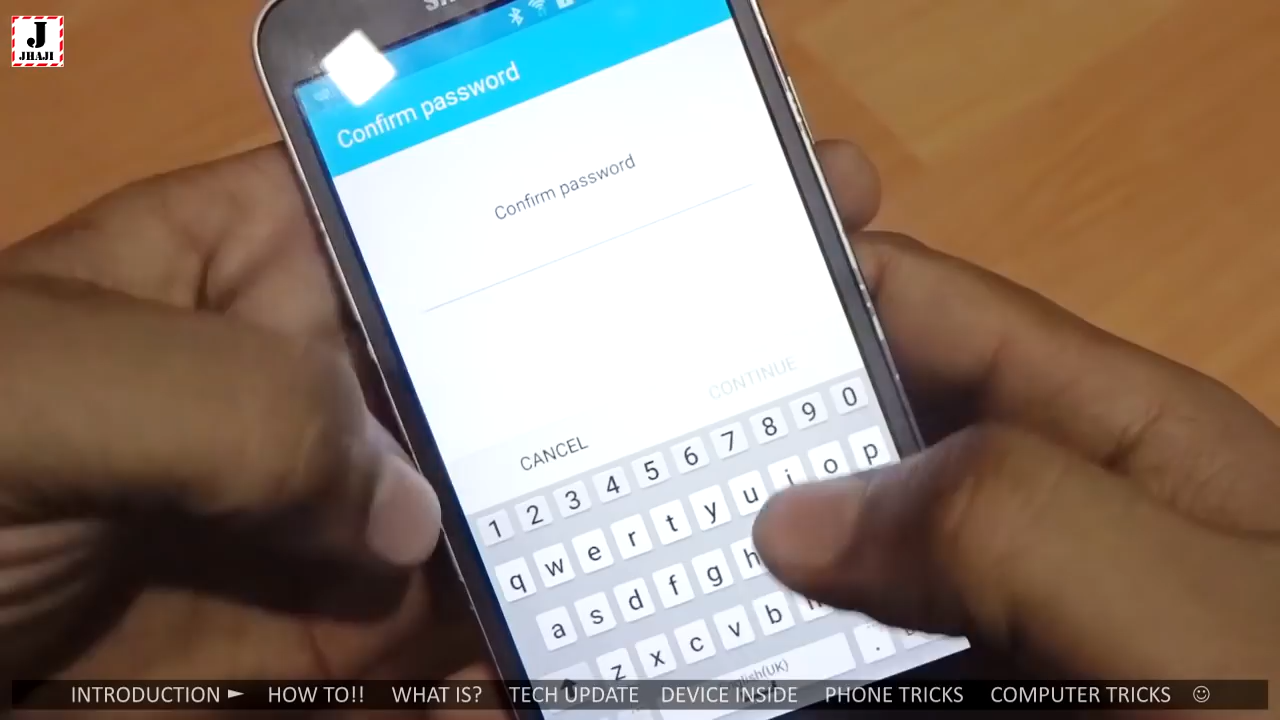 J
JHAJI
Confirm password
Confirm password
CONTINUE
CANCEL
1 2 3 4 5 6 7 8 9 0
q w e r t y u i o p
a s d f g h
z x c v b
.
INTRODUCTION ► HOW TO!! WHAT IS? TECH UPDATE DEVICE INSIDE PHONE TRICKS COMPUTER TRICKS ☺